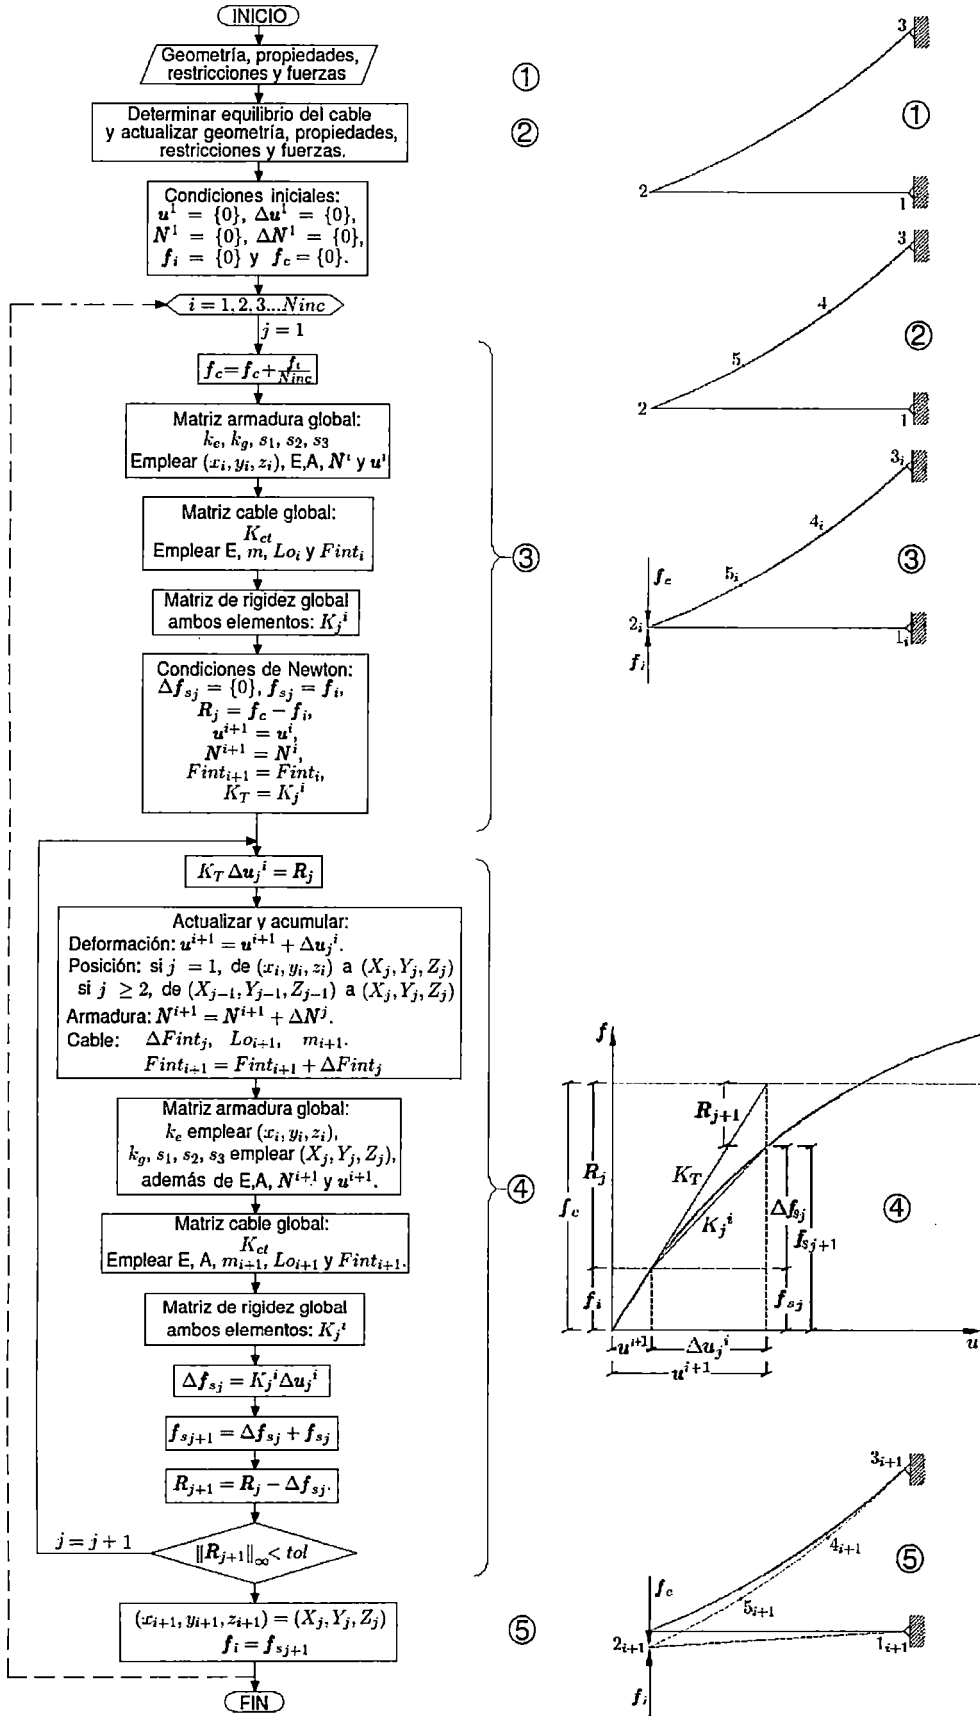 INICIO
Geometría, propiedades,
restricciones y fuerzas
①
Determinar equilibrio del cable
y actualizar geometría, propiedades,
restricciones y fuerzas.
②
Condiciones iniciales:
u¹ = {0}, Δu¹ = {0},
N¹ = {0}, ΔN¹ = {0},
f_i = {0} y f_c = {0}.
i = 1, 2, 3...Ninc
j = 1
f_c = f_c + f_i/Ninc
Matriz armadura global:
k_e, k_g, s_1, s_2, s_3
Emplear (x_i, y_i, z_i), E,A, N^i y u^i
Matriz cable global:
K_ct
Emplear E, m, Lo_i y Fint_i
③
Matriz de rigidez global
ambos elementos: K_j^i
Condiciones de Newton:
Δf_sj = {0}, f_sj = f_i,
R_j = f_c − f_i,
u^{i+1} = u^i,
N^{i+1} = N^i,
Fint_{i+1} = Fint_i,
K_T = K_j^i
K_T Δu_j^i = R_j
Actualizar y acumular:
Deformación: u^{i+1} = u^{i+1} + Δu_j^i.
Posición: si j = 1, de (x_i, y_i, z_i) a (X_j, Y_j, Z_j)
si j ≥ 2, de (X_{j−1}, Y_{j−1}, Z_{j−1}) a (X_j, Y_j, Z_j)
Armadura: N^{i+1} = N^{i+1} + ΔN^j.
Cable: ΔFint_j, Lo_{i+1}, m_{i+1}.
Fint_{i+1} = Fint_{i+1} + ΔFint_j
Matriz armadura global:
k_e emplear (x_i, y_i, z_i),
k_g, s_1, s_2, s_3 emplear (X_j, Y_j, Z_j),
además de E,A, N^{i+1} y u^{i+1}.
④
Matriz cable global:
K_ct
Emplear E, A, m_{i+1}, Lo_{i+1} y Fint_{i+1}.
Matriz de rigidez global
ambos elementos: K_j^i
Δf_sj = K_j^i Δu_j^i
f_{sj+1} = Δf_sj + f_sj
R_{j+1} = R_j − Δf_sj.
j = j + 1
‖R_{j+1}‖_∞ < tol
(x_{i+1}, y_{i+1}, z_{i+1}) = (X_j, Y_j, Z_j)
f_i = f_{sj+1}
⑤
FIN
3
①
2
1
3
4
②
5
2
1
3_i
4_i
③
5_i
f_c
2_i
1_i
f_i
f
R_{j+1}
R_j
K_T
f_c
K_j^i
Δf_sj
④
f_{sj+1}
f_i
f_sj
u^{i+1}
Δu_j^i
u
u^{i+1}
3_{i+1}
4_{i+1}
⑤
f_c
5_{i+1}
2_{i+1}
1_{i+1}
f_i